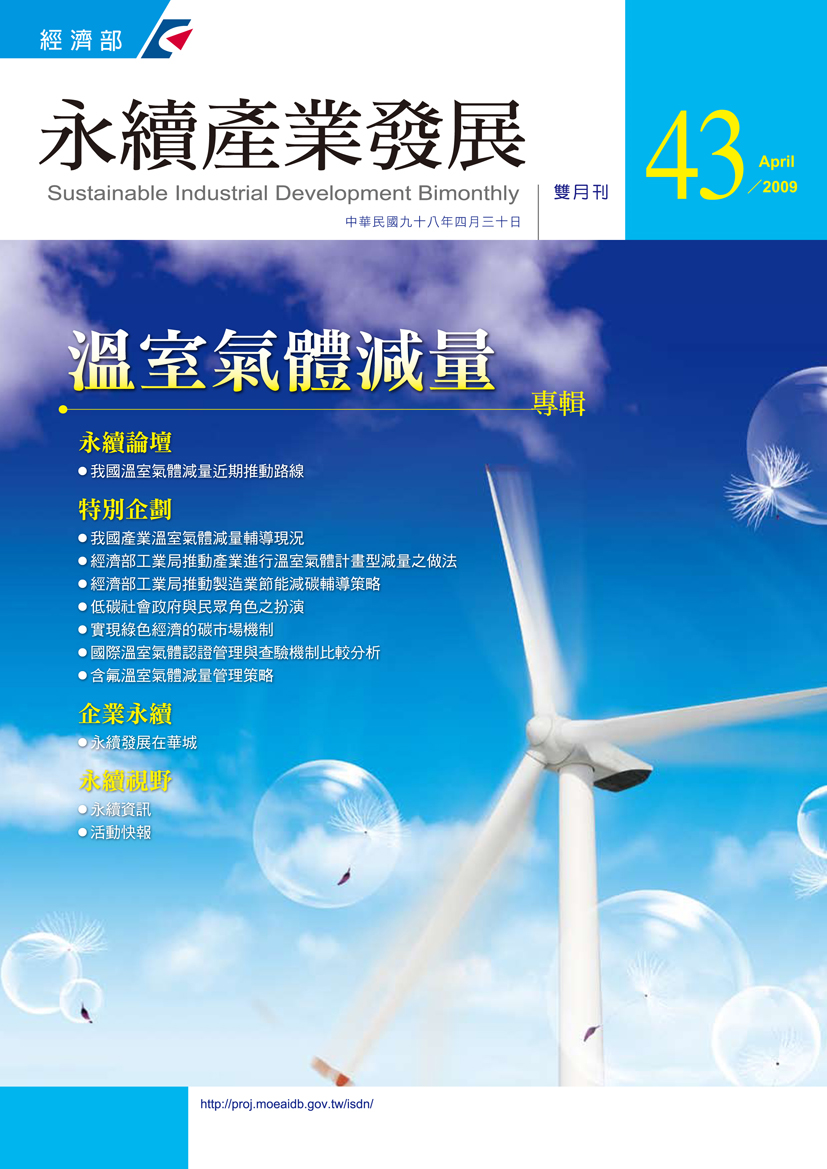 經濟部
永續產業發展
Sustainable Industrial Development Bimonthly
雙月刊
中華民國九十八年四月三十日
43
April
／2009
溫室氣體減量
專輯
永續論壇
● 我國溫室氣體減量近期推動路線
特別企劃
● 我國產業溫室氣體減量輔導現況
● 經濟部工業局推動產業進行溫室氣體計畫型減量之做法
● 經濟部工業局推動製造業節能減碳輔導策略
● 低碳社會政府與民眾角色之扮演
● 實現綠色經濟的碳市場機制
● 國際溫室氣體認證管理與查驗機制比較分析
● 含氟溫室氣體減量管理策略
企業永續
● 永續發展在華城
永續視野
● 永續資訊
● 活動快報
http://proj.moeaidb.gov.tw/isdn/